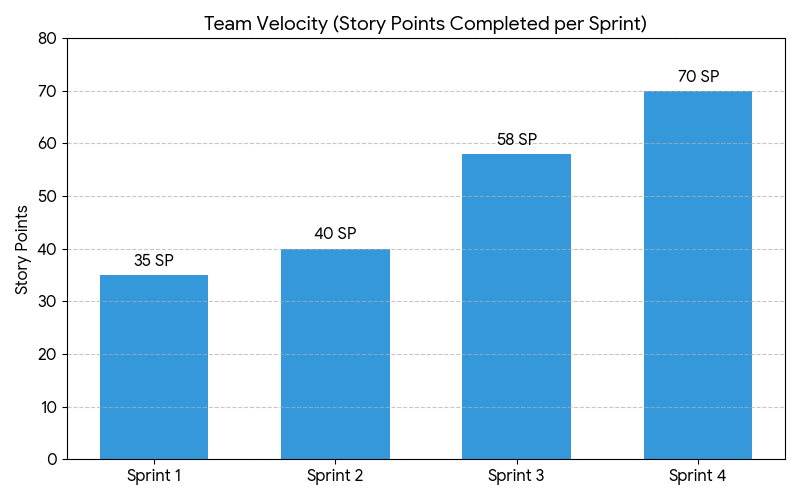 Team Velocity (Story Points Completed per Sprint)
Story Points
80
70
60
50
40
30
20
10
0
35 SP
40 SP
58 SP
70 SP
Sprint 1
Sprint 2
Sprint 3
Sprint 4